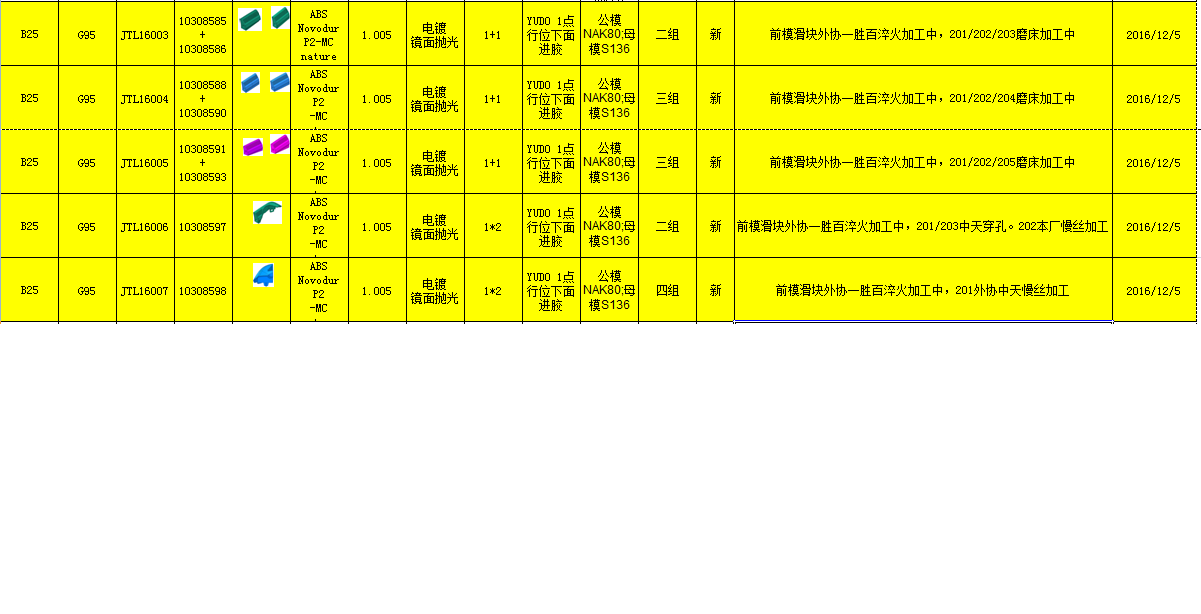 B25 G95 JTL16003 10308585 + 10308586 ABS Novodur P2-MC nature 1.005 电镀 镜面抛光 1+1 YUDO 1点行位下面进胶 公模NAK80;母模S136 二组 新 前模滑块外协一胜百淬火加工中，201/202/203磨床加工中 2016/12/5
B25 G95 JTL16004 10308588 + 10308590 ABS Novodur P2 -MC 1.005 电镀 镜面抛光 1+1 YUDO 1点行位下面进胶 公模NAK80;母模S136 三组 新 前模滑块外协一胜百淬火加工中，201/202/204磨床加工中 2016/12/5
B25 G95 JTL16005 10308591 + 10308593 ABS Novodur P2 -MC 1.005 电镀 镜面抛光 1+1 YUDO 1点行位下面进胶 公模NAK80;母模S136 三组 新 前模滑块外协一胜百淬火加工中，201/202/205磨床加工中 2016/12/5
B25 G95 JTL16006 10308597 ABS Novodur P2 -MC 1.005 电镀 镜面抛光 1*2 YUDO 1点行位下面进胶 公模NAK80;母模S136 二组 新 前模滑块外协一胜百淬火加工中，201/203中天穿孔。202本厂慢丝加工 2016/12/5
B25 G95 JTL16007 10308598 ABS Novodur P2 -MC 1.005 电镀 镜面抛光 1*2 YUDO 1点行位下面进胶 公模NAK80;母模S136 四组 新 前模滑块外协一胜百淬火加工中，201外协中天慢丝加工 2016/12/5